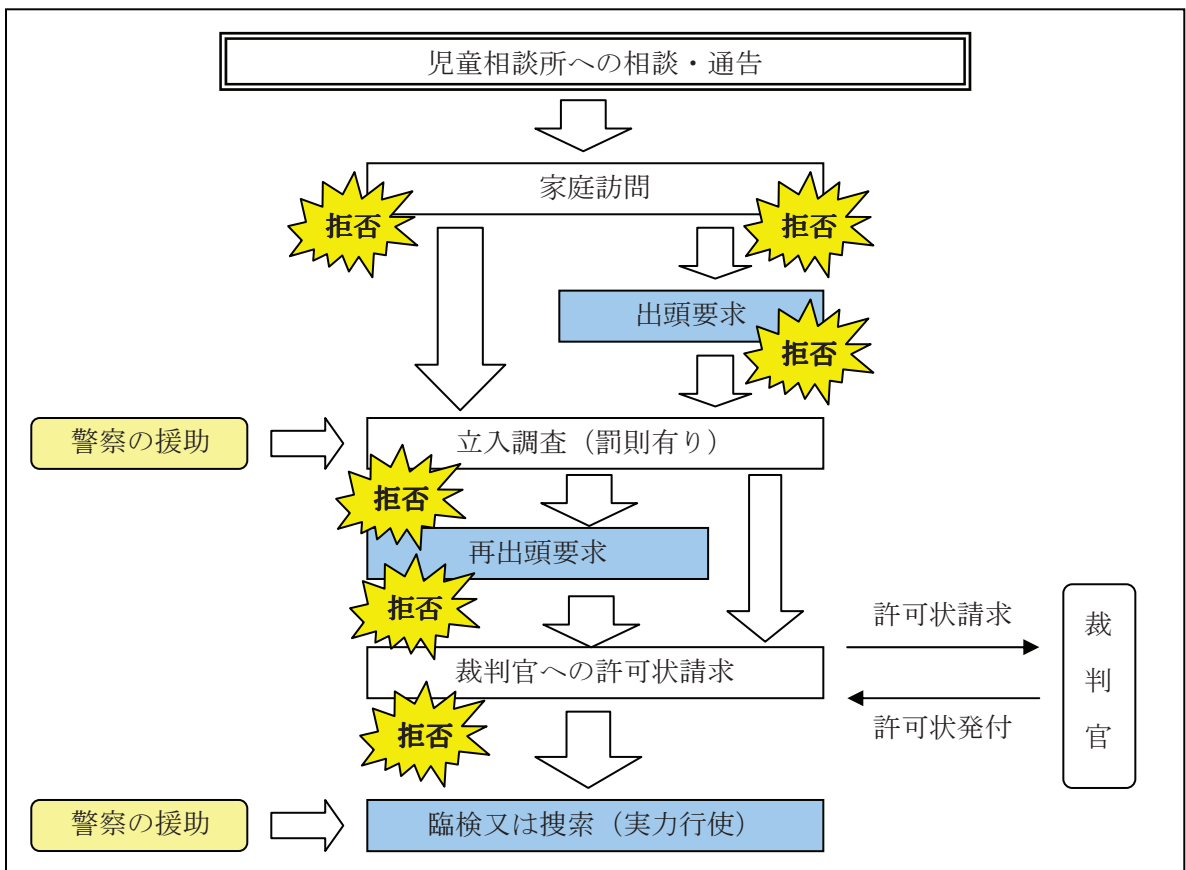 児童相談所への相談・通告
家庭訪問
拒否
拒否
出頭要求
拒否
警察の援助
立入調査（罰則有り）
拒否
再出頭要求
拒否
許可状請求
裁判官
裁判官への許可状請求
拒否
許可状発付
警察の援助
臨検又は捜索（実力行使）